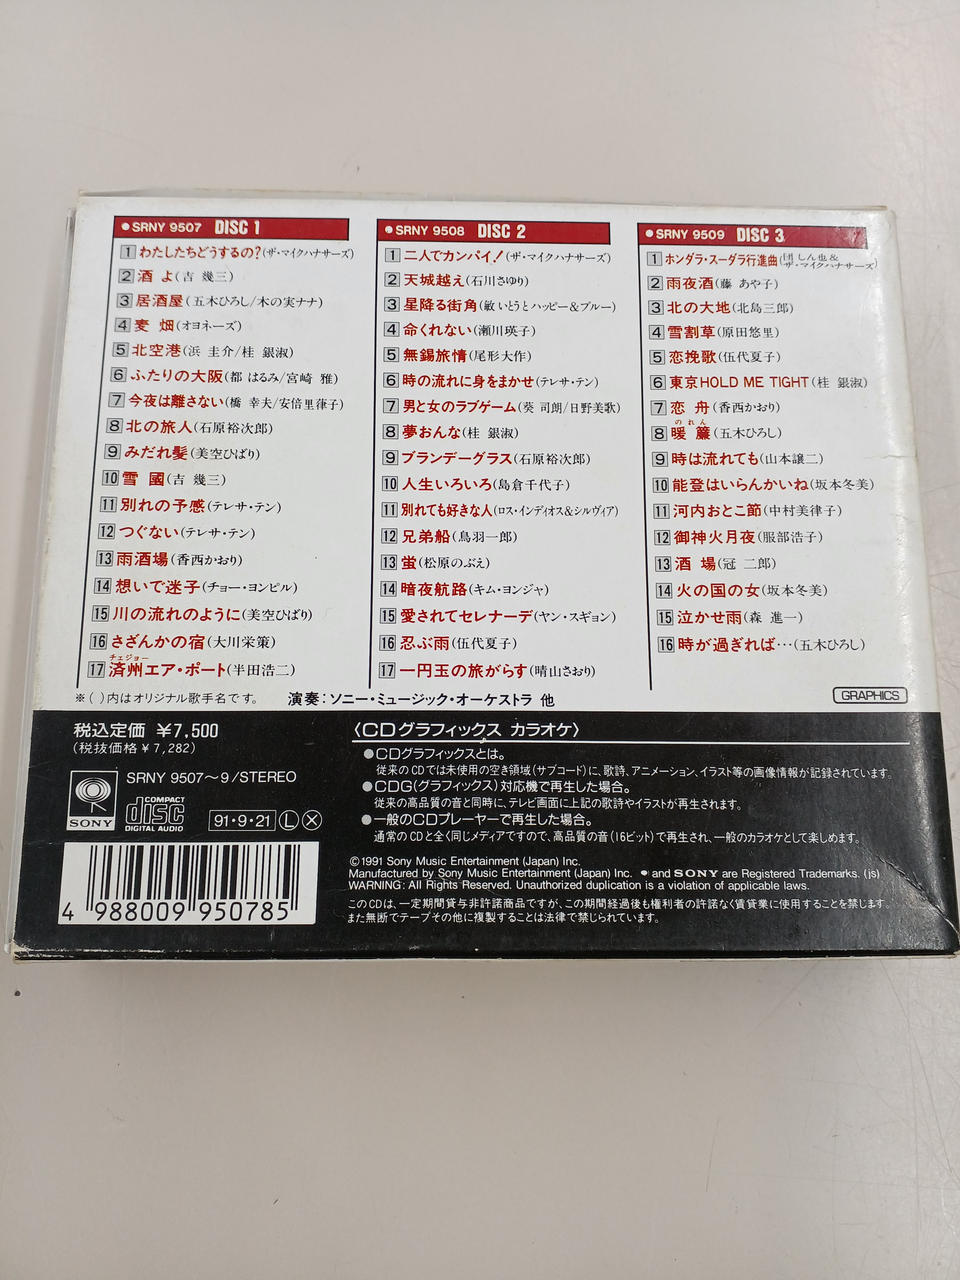 ●SRNY 9507 DISC 1
1 わたしたちどうするの?(ザ・マイクハナサーズ)
2 酒 よ(吉 幾三)
3 居酒屋(五木ひろし/木の実ナナ)
4 麦 畑(オヨネーズ)
5 北空港(浜 圭介/桂 銀淑)
6 ふたりの大阪(都 はるみ/宮崎 雅)
7 今夜は離さない(橋 幸夫/安倍里律子)
8 北の旅人(石原裕次郎)
9 みだれ髪(美空ひばり)
10 雪 國(吉 幾三)
11 別れの予感(テレサ・テン)
12 つぐない(テレサ・テン)
13 雨酒場(香西かおり)
14 想いで迷子(チョー・ヨンピル)
15 川の流れのように(美空ひばり)
16 さざんかの宿(大川栄策)
チェジョー
17 済州エア・ポート(半田浩二)
●SRNY 9508 DISC 2
1 二人でカンパイ!(ザ・マイクハナサーズ)
2 天城越え(石川さゆり)
3 星降る街角(敏 いとうとハッピー&ブルー)
4 命くれない(瀬川瑛子)
5 無錫旅情(尾形大作)
6 時の流れに身をまかせ(テレサ・テン)
7 男と女のラブゲーム(葵 司朗/日野美歌)
8 夢おんな(桂 銀淑)
9 ブランデーグラス(石原裕次郎)
10 人生いろいろ(島倉千代子)
11 別れても好きな人(ロス・インディオス&シルヴィア)
12 兄弟船(鳥羽一郎)
13 蛍(松原のぶえ)
14 暗夜航路(キム・ヨンジャ)
15 愛されてセレナーデ(ヤン・スギョン)
16 忍ぶ雨(伍代夏子)
17 一円玉の旅がらす(晴山さおり)
●SRNY 9509 DISC 3
1 ホンダラ・スーダラ行進曲(団 しん也&ザ・マイクハナサーズ)
2 雨夜酒(藤 あや子)
3 北の大地(北島三郎)
4 雪割草(原田悠里)
5 恋挽歌(伍代夏子)
6 東京HOLD ME TIGHT(桂 銀淑)
7 恋 舟(香西かおり)
のれん
8 暖 簾(五木ひろし)
9 時は流れても(山本譲二)
10 能登はいらんかいね(坂本冬美)
11 河内おとこ節(中村美律子)
12 御神火月夜(服部浩子)
13 酒 場(冠 二郎)
14 火の国の女(坂本冬美)
15 泣かせ雨(森 進一)
16 時が過ぎれば…(五木ひろし)
※( )内はオリジナル歌手名です。 演奏:ソニー・ミュージック・オーケストラ 他
GRAPHICS
税込定価 ¥7,500
(税抜価格¥7,282)
SRNY 9507〜9/STEREO
SONY
COMPACT
disc
DIGITAL AUDIO
91・9・21 L X
4 988009 950785
〈CDグラフィックス カラオケ〉
●CDグラフィックスとは。
従来のCDでは未使用の空き領域(サブコード)に、歌詩、アニメーション、イラスト等の画像情報が記録されています。
●CDG(グラフィックス)対応機で再生した場合。
従来の高品質の音と同時に、テレビ画面に上記の歌詩やイラストが再生されます。
●一般のCDプレーヤーで再生した場合。
通常のCDと全く同じメディアですので、高品質の音(16ビット)で再生され、一般のカラオケとして楽しめます。
©1991 Sony Music Entertainment (Japan) Inc.
Manufactured by Sony Music Entertainment (Japan) Inc. ● and SONY are Registered Trademarks. (js)
WARNING: All Rights Reserved. Unauthorized duplication is a violation of applicable laws.
このCDは、一定期間貸与非許諾商品ですが、この期間経過後も権利者の許諾なく賃貸業に使用することを禁じます。
また無断でテープその他に複製することは法律で禁じられています。